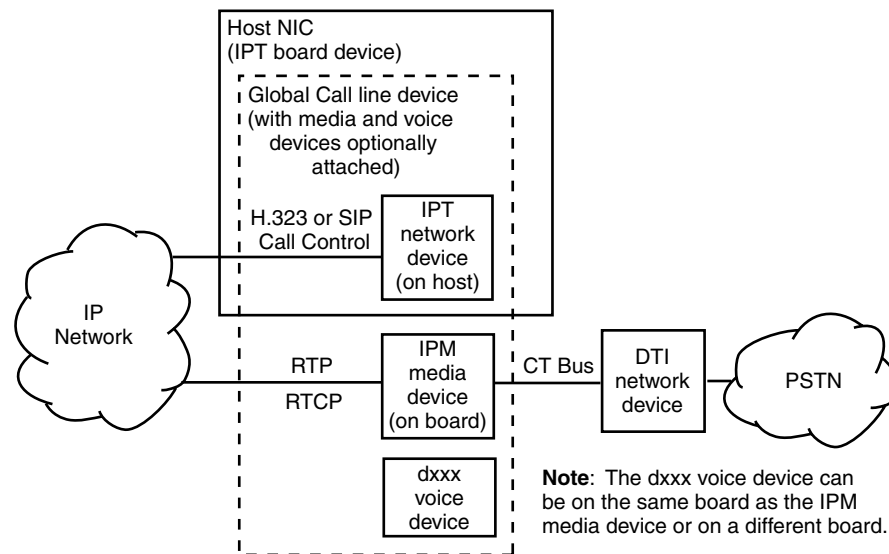 Host NIC
(IPT board device)
Global Call line device
(with media and voice
devices optionally
attached)
H.323 or SIP
Call Control
IPT
network
device
(on host)
IP
Network
RTP
RTCP
IPM
media
device
(on board)
CT Bus
DTI
network
device
PSTN
dxxx
voice
device
Note: The dxxx voice device can
be on the same board as the IPM
media device or on a different board.